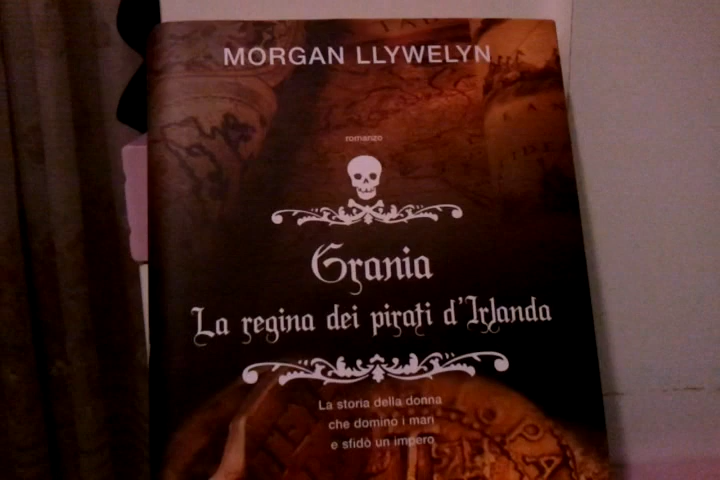 MORGAN LLYWELYN
romanzo
Grania
La regina dei pirati d'Irlanda
La storia della donna
che dominò i mari
e sfidò un impero